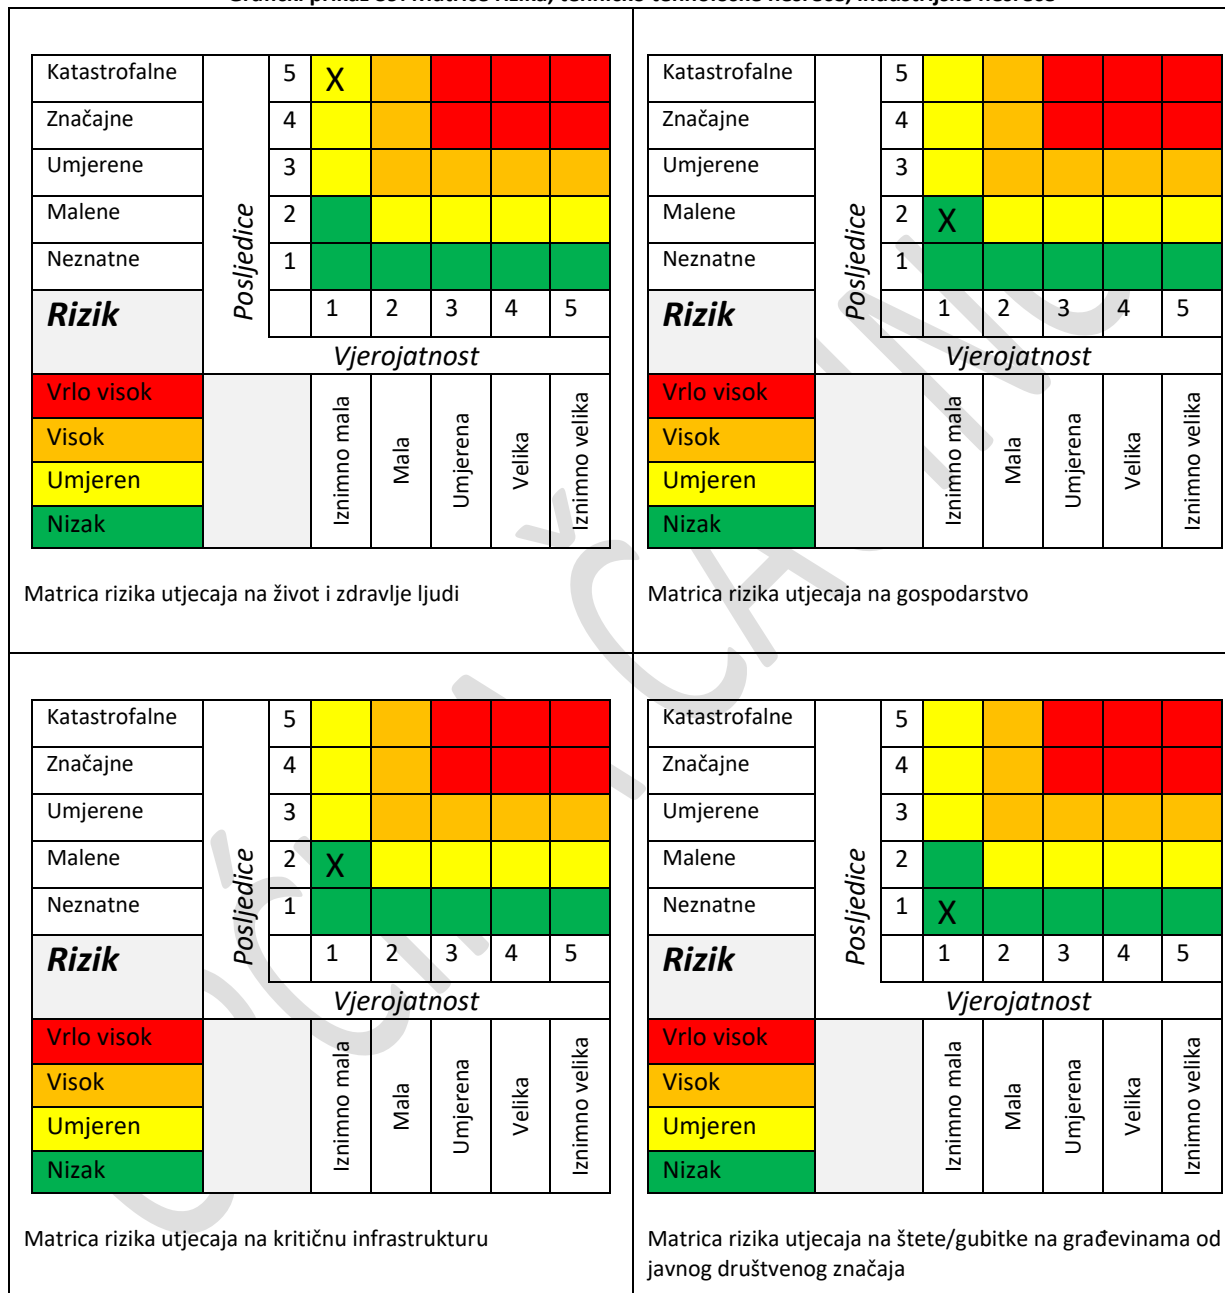 Katastrofalne 5 X
Značajne 4
Umjerene 3
Malene 2
Neznatne 1
Posljedice
Rizik 1 2 3 4 5
Vjerojatnost
Vrlo visok
Visok
Umjeren
Nizak
Iznimno mala
Mala
Umjerena
Velika
Iznimno velika
Matrica rizika utjecaja na život i zdravlje ljudi
Katastrofalne 5
Značajne 4
Umjerene 3
Malene 2 X
Neznatne 1
Posljedice
Rizik 1 2 3 4 5
Vjerojatnost
Vrlo visok
Visok
Umjeren
Nizak
Iznimno mala
Mala
Umjerena
Velika
Iznimno velika
Matrica rizika utjecaja na gospodarstvo
Katastrofalne 5
Značajne 4
Umjerene 3
Malene 2 X
Neznatne 1
Posljedice
Rizik 1 2 3 4 5
Vjerojatnost
Vrlo visok
Visok
Umjeren
Nizak
Iznimno mala
Mala
Umjerena
Velika
Iznimno velika
Matrica rizika utjecaja na kritičnu infrastrukturu
Katastrofalne 5
Značajne 4
Umjerene 3
Malene 2
Neznatne 1 X
Posljedice
Rizik 1 2 3 4 5
Vjerojatnost
Vrlo visok
Visok
Umjeren
Nizak
Iznimno mala
Mala
Umjerena
Velika
Iznimno velika
Matrica rizika utjecaja na štete/gubitke na građevinama od
javnog društvenog značaja